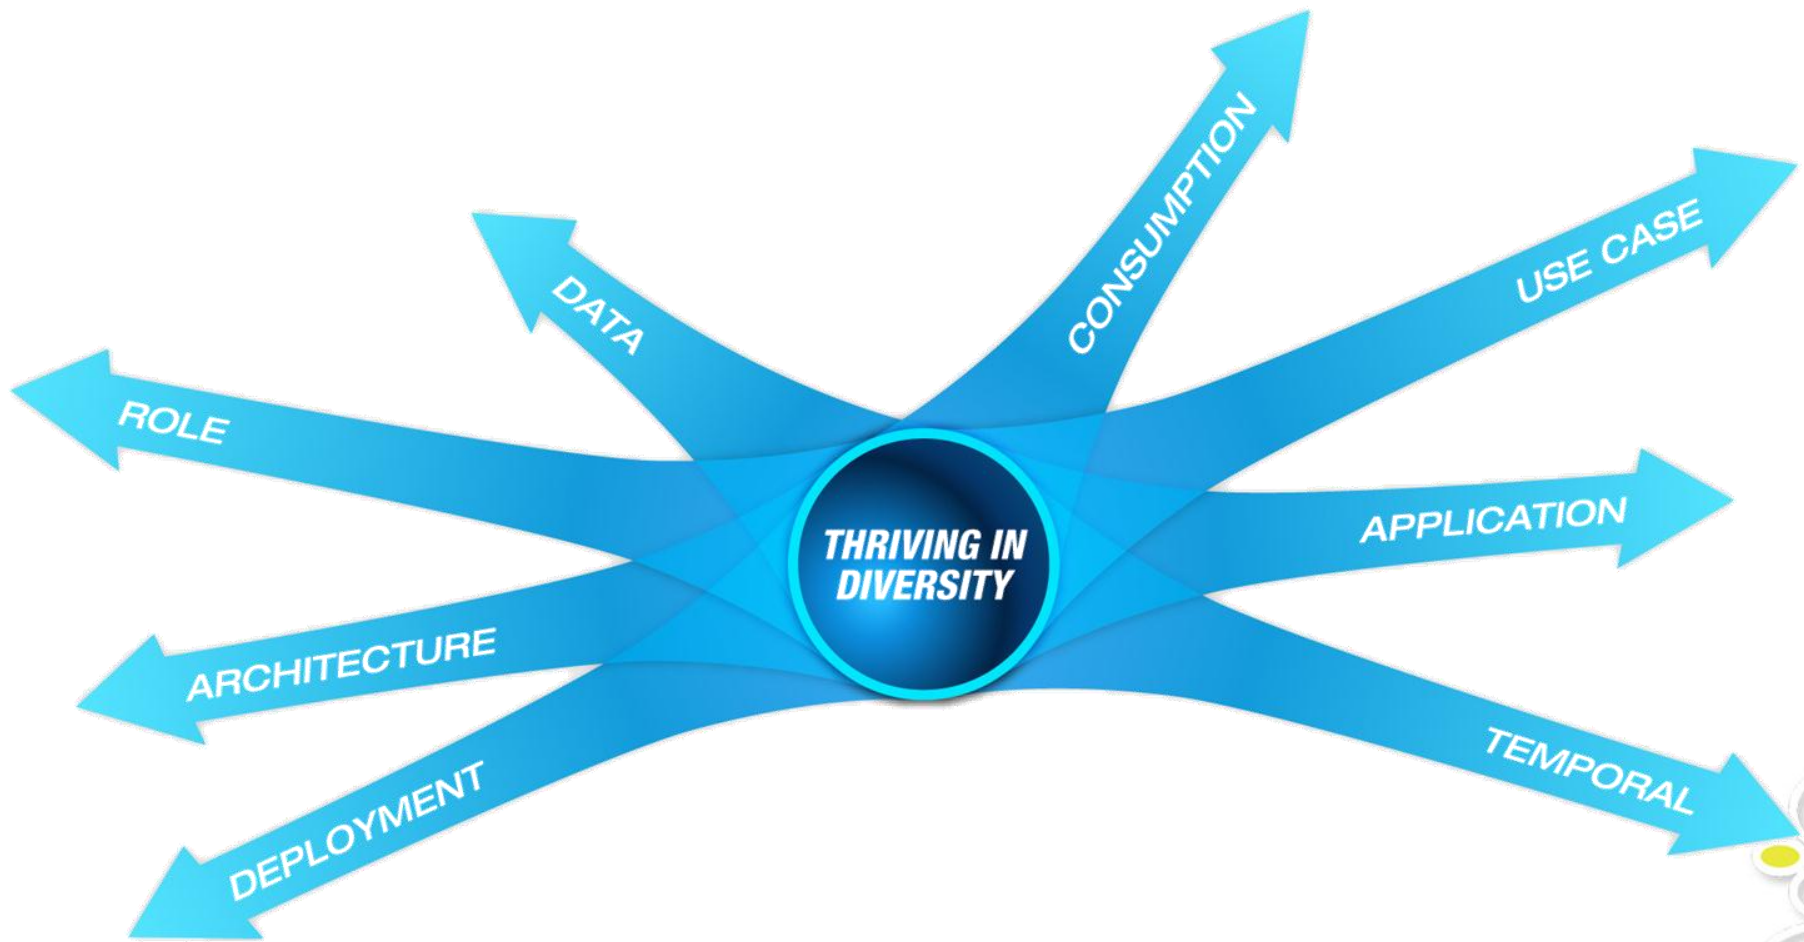 CONSUMPTION
USE CASE
DATA
ROLE
APPLICATION
THRIVING IN
DIVERSITY
ARCHITECTURE
TEMPORAL
DEPLOYMENT